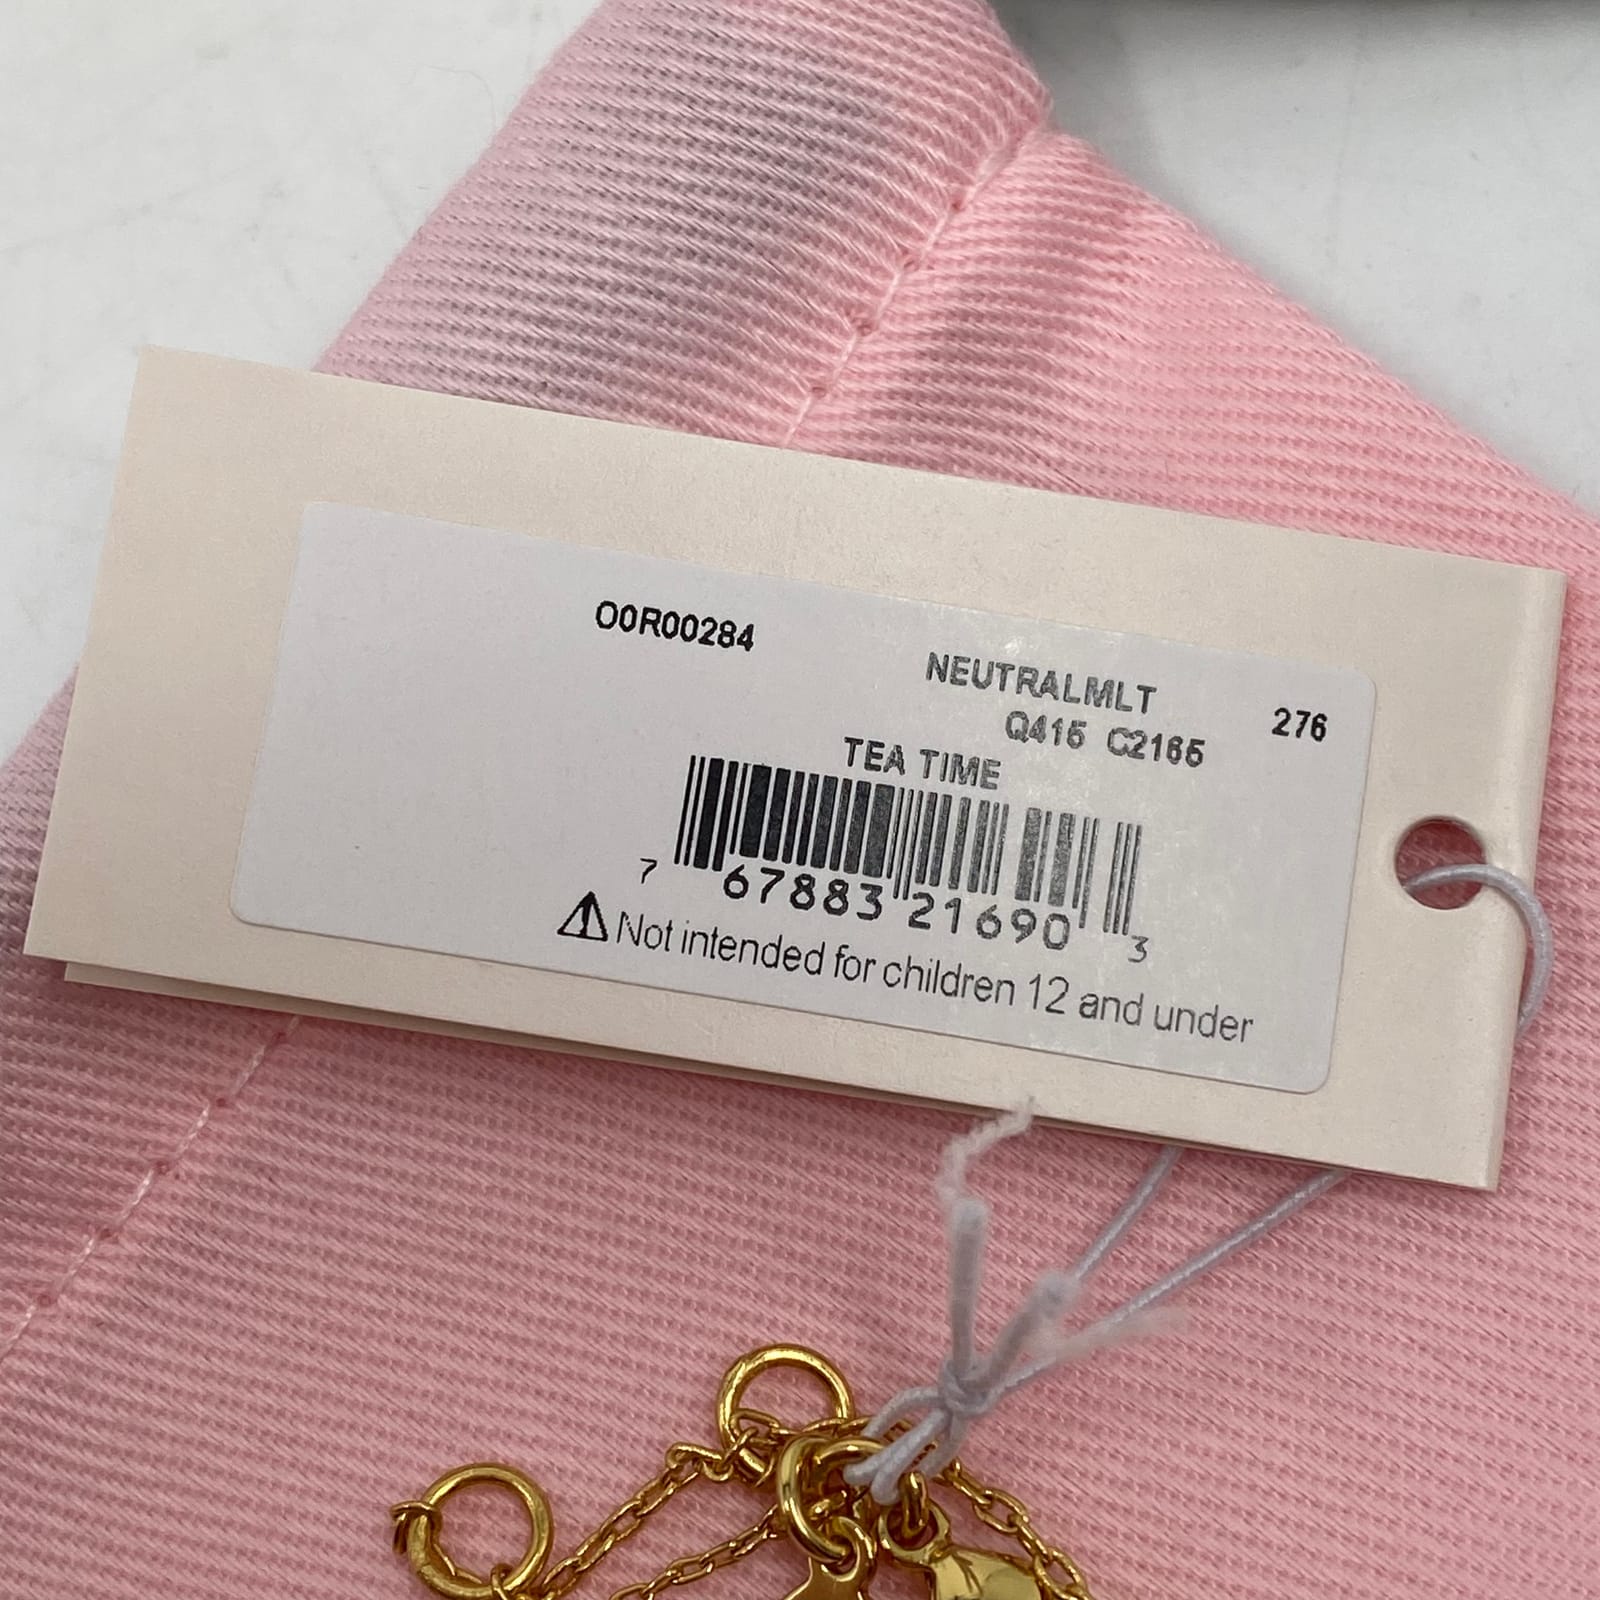 O0R00284
NEUTRALMLT
276
Q415 C2165
TEA TIME
7 67883 21690 3
⚠ Not intended for children 12 and under